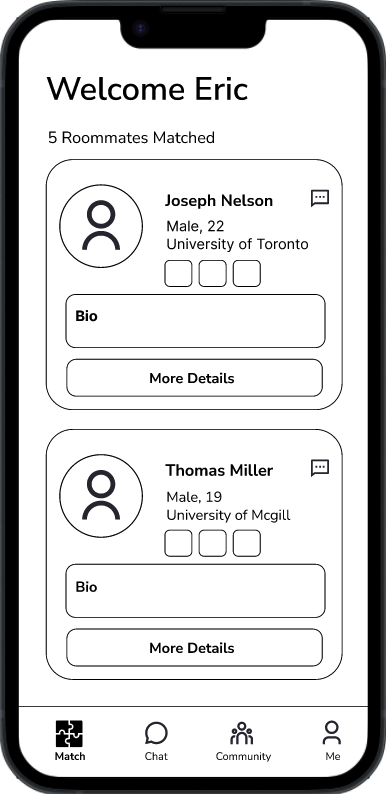 Welcome Eric
5 Roommates Matched
Joseph Nelson
Male, 22
University of Toronto
Bio
More Details
Thomas Miller
Male, 19
University of Mcgill
Bio
More Details
Match Chat Community Me